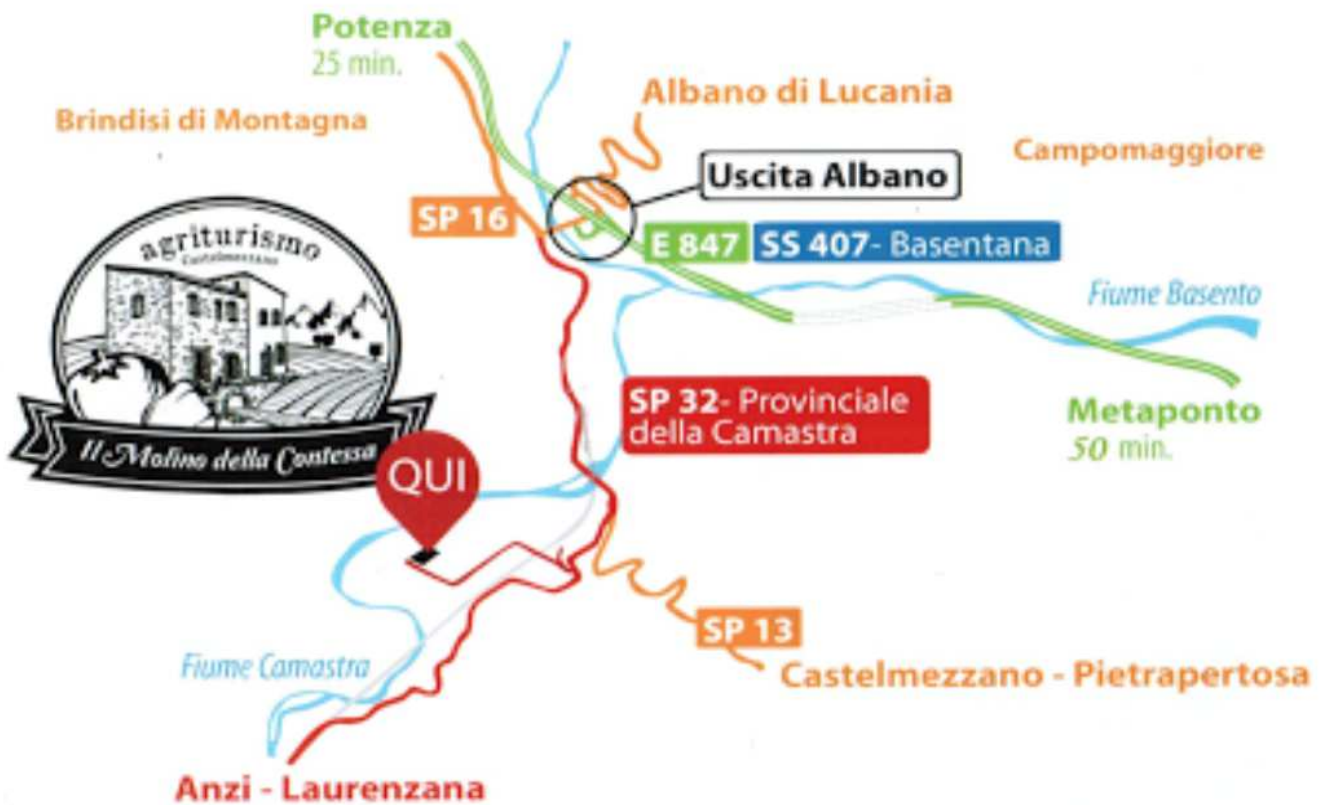 Potenza
25 min.
Albano di Lucania
Brindisi di Montagna
Campomaggiore
Uscita Albano
SP 16
E 847
SS 407- Basentana
agriturismo
Castelmezzano
Fiume Basento
SP 32- Provinciale
della Camastra
Metaponto
50 min.
Il Molino della Contessa
QUI
SP 13
Fiume Camastra
Castelmezzano - Pietrapertosa
Anzi - Laurenzana